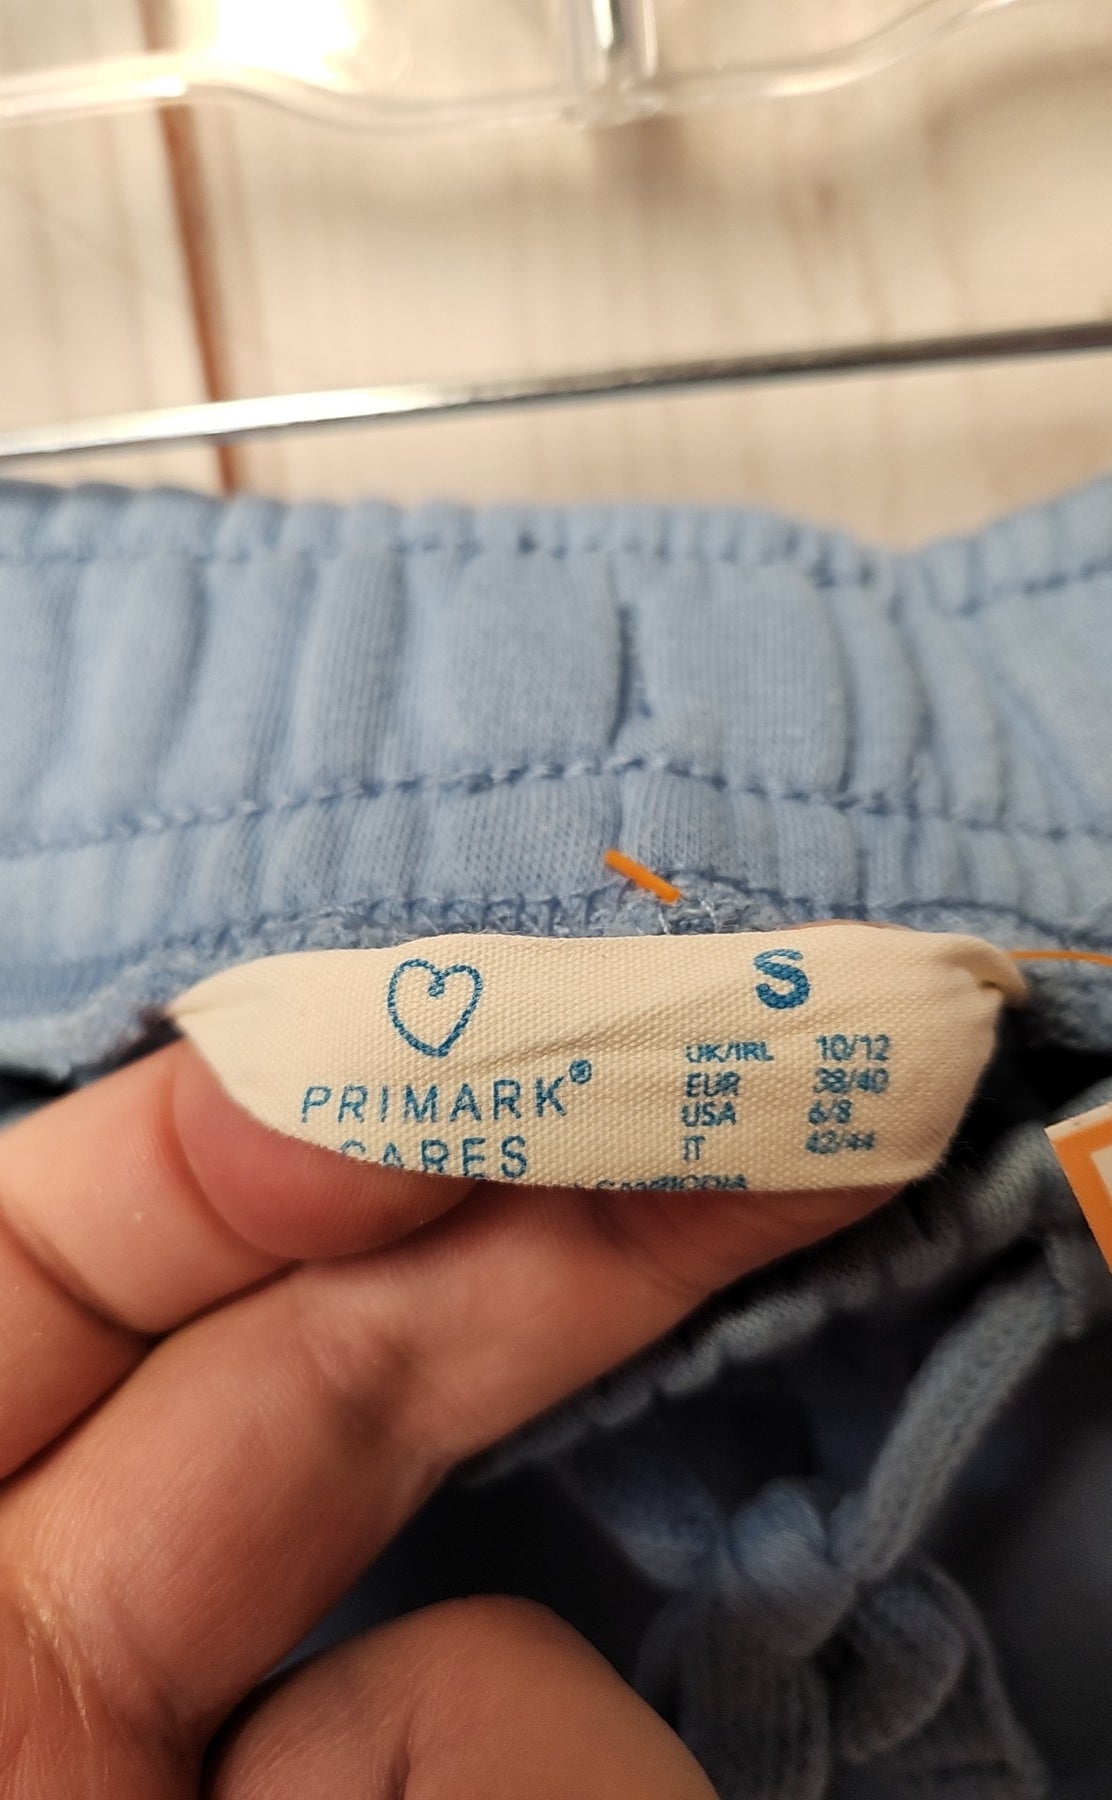 PRIMARK®
CARES
S
UK/IRL 10/12
EUR 38/40
USA 6/8
IT 42/44